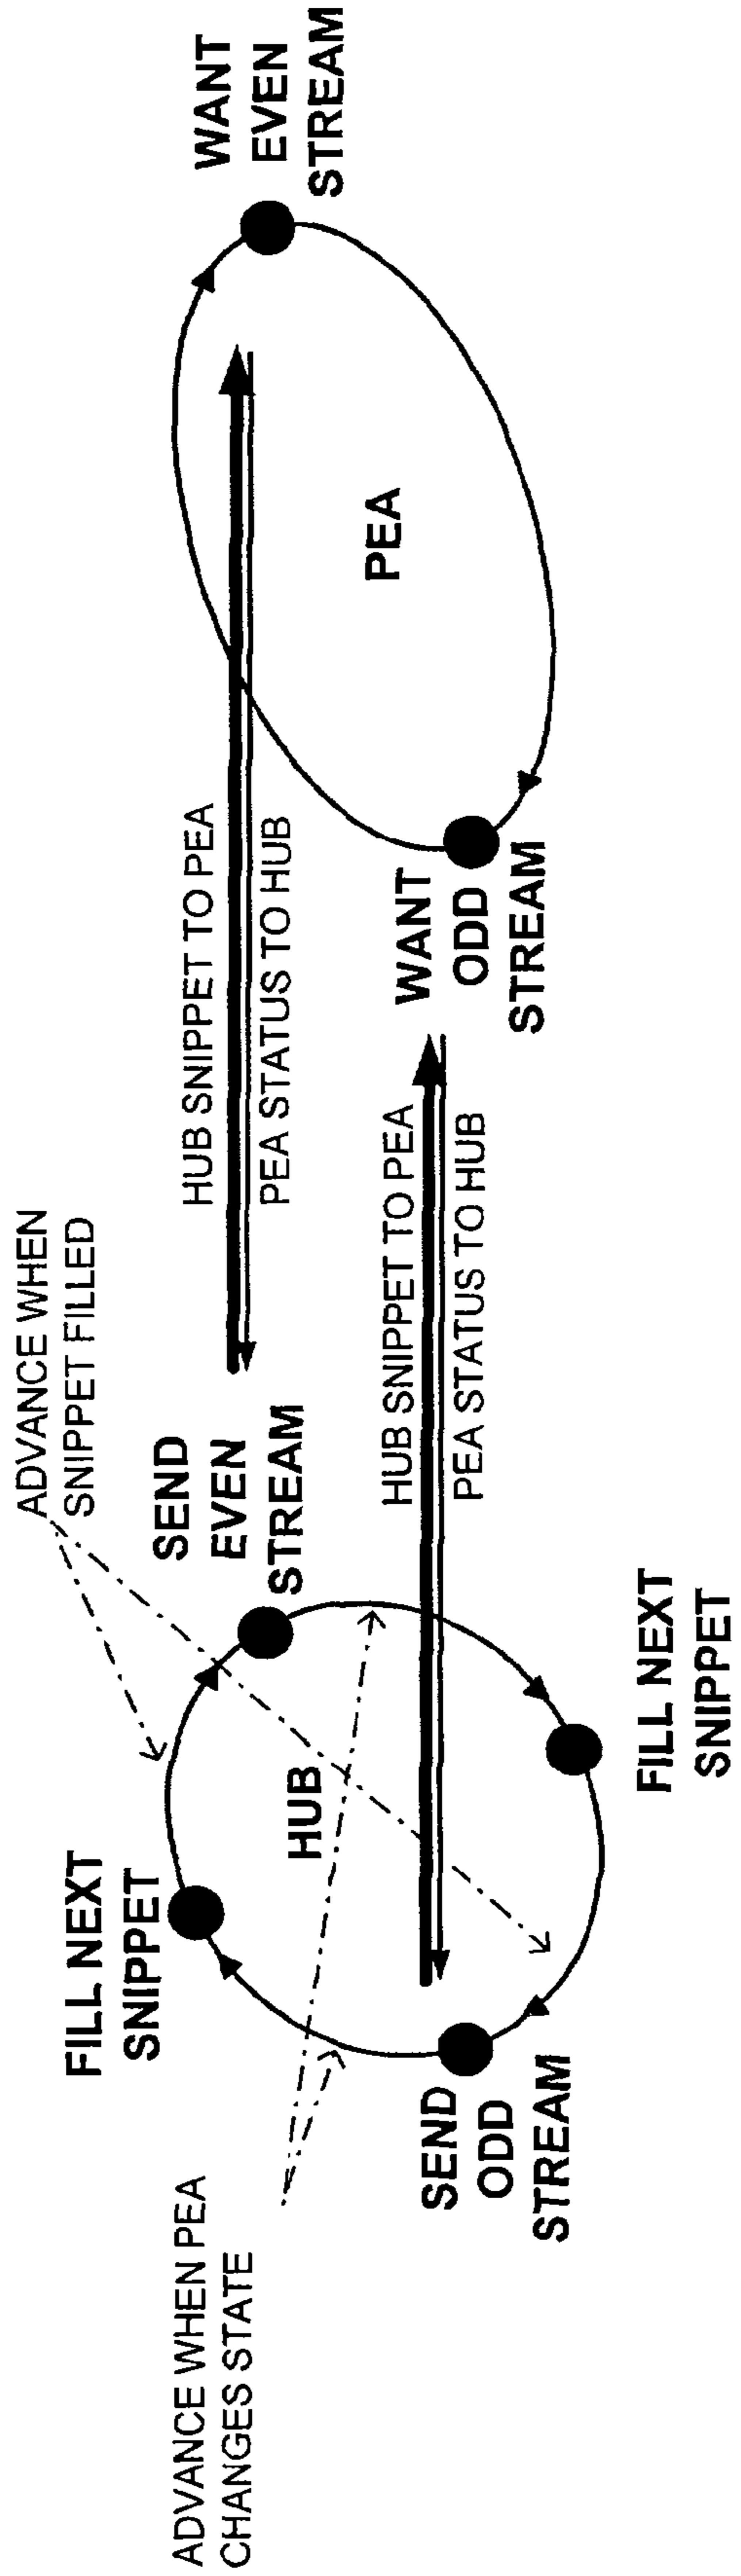 ADVANCE WHEN PEA
CHANGES STATE
FILL NEXT
SNIPPET
SEND
ODD
STREAM
HUB
ADVANCE WHEN
SNIPPET FILLED
SEND
EVEN
STREAM
FILL NEXT
SNIPPET
HUB SNIPPET TO PEA
PEA STATUS TO HUB
HUB SNIPPET TO PEA
PEA STATUS TO HUB
WANT
ODD
STREAM
PEA
WANT
EVEN
STREAM